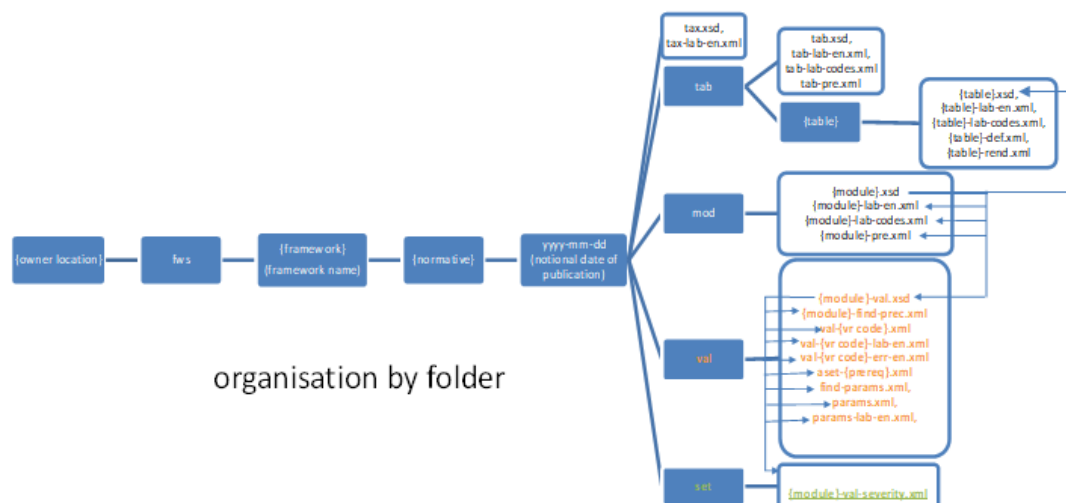 tax.xsd,
tax-lab-en.xml
tab.xsd,
tab-lab-en.xml,
tab-lab-codes.xml
tab-pre.xml
tab
{table}
{table}.xsd,
{table}-lab-en.xml,
{table}-lab-codes.xml,
{table}-def.xml,
{table}-rend.xml
mod
{module}.xsd
{module}-lab-en.xml
{module}-lab-codes.xml
{module}-pre.xml
{owner location}
fws
{framework}
(framework name)
{normative}
yyyy-mm-dd
(notional date of
publication)
val
{module}-val.xsd
{module}-find-prec.xml
val-{vr code}.xml
val-{vr code}-lab-en.xml
val-{vr code}-err-en.xml
aset-{prereq}.xml
find-params.xml,
params.xml,
params-lab-en.xml,
organisation by folder
set
{module}-val-severity.xml